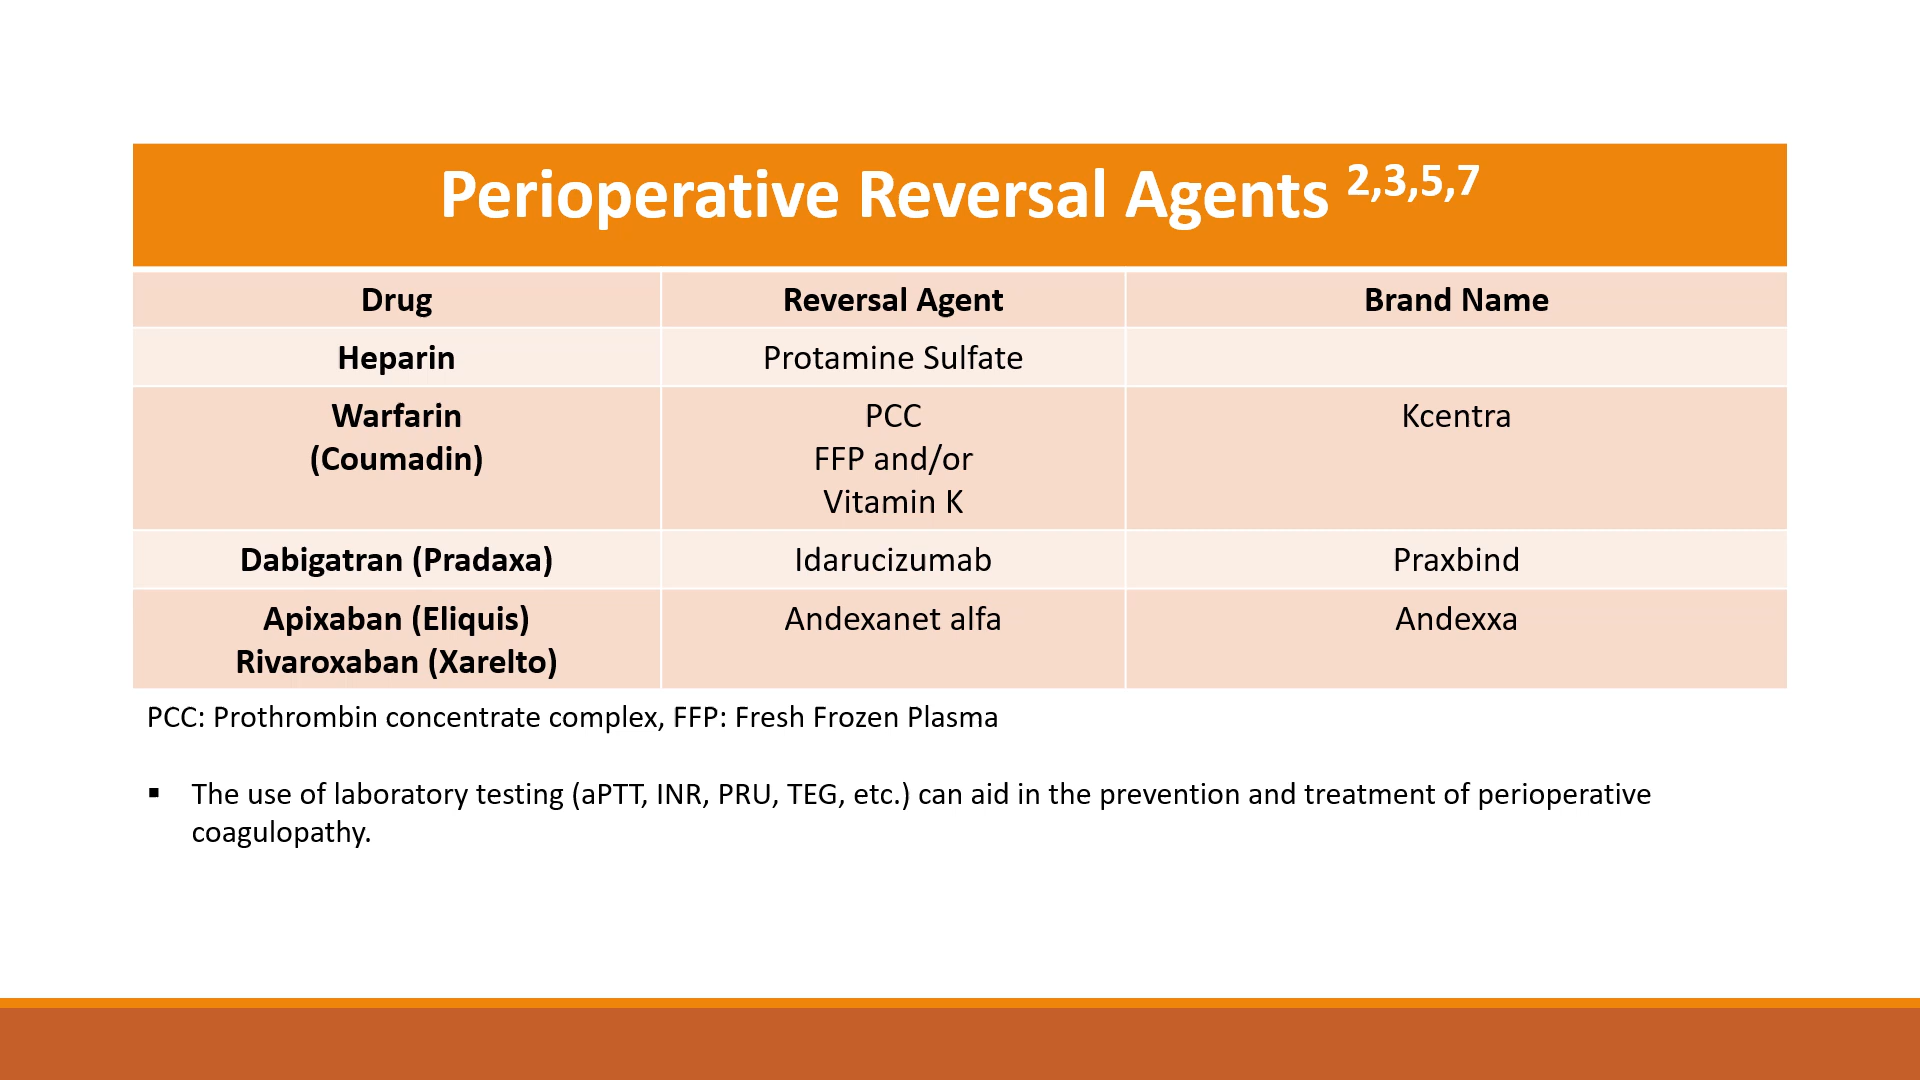 Perioperative Reversal Agents 2,3,5,7
Drug Reversal Agent Brand Name
Heparin Protamine Sulfate
Warfarin PCC Kcentra
(Coumadin) FFP and/or
Vitamin K
Dabigatran (Pradaxa) Idarucizumab Praxbind
Apixaban (Eliquis) Andexanet alfa Andexxa
Rivaroxaban (Xarelto)
PCC: Prothrombin concentrate complex, FFP: Fresh Frozen Plasma
▪ The use of laboratory testing (aPTT, INR, PRU, TEG, etc.) can aid in the prevention and treatment of perioperative
coagulopathy.